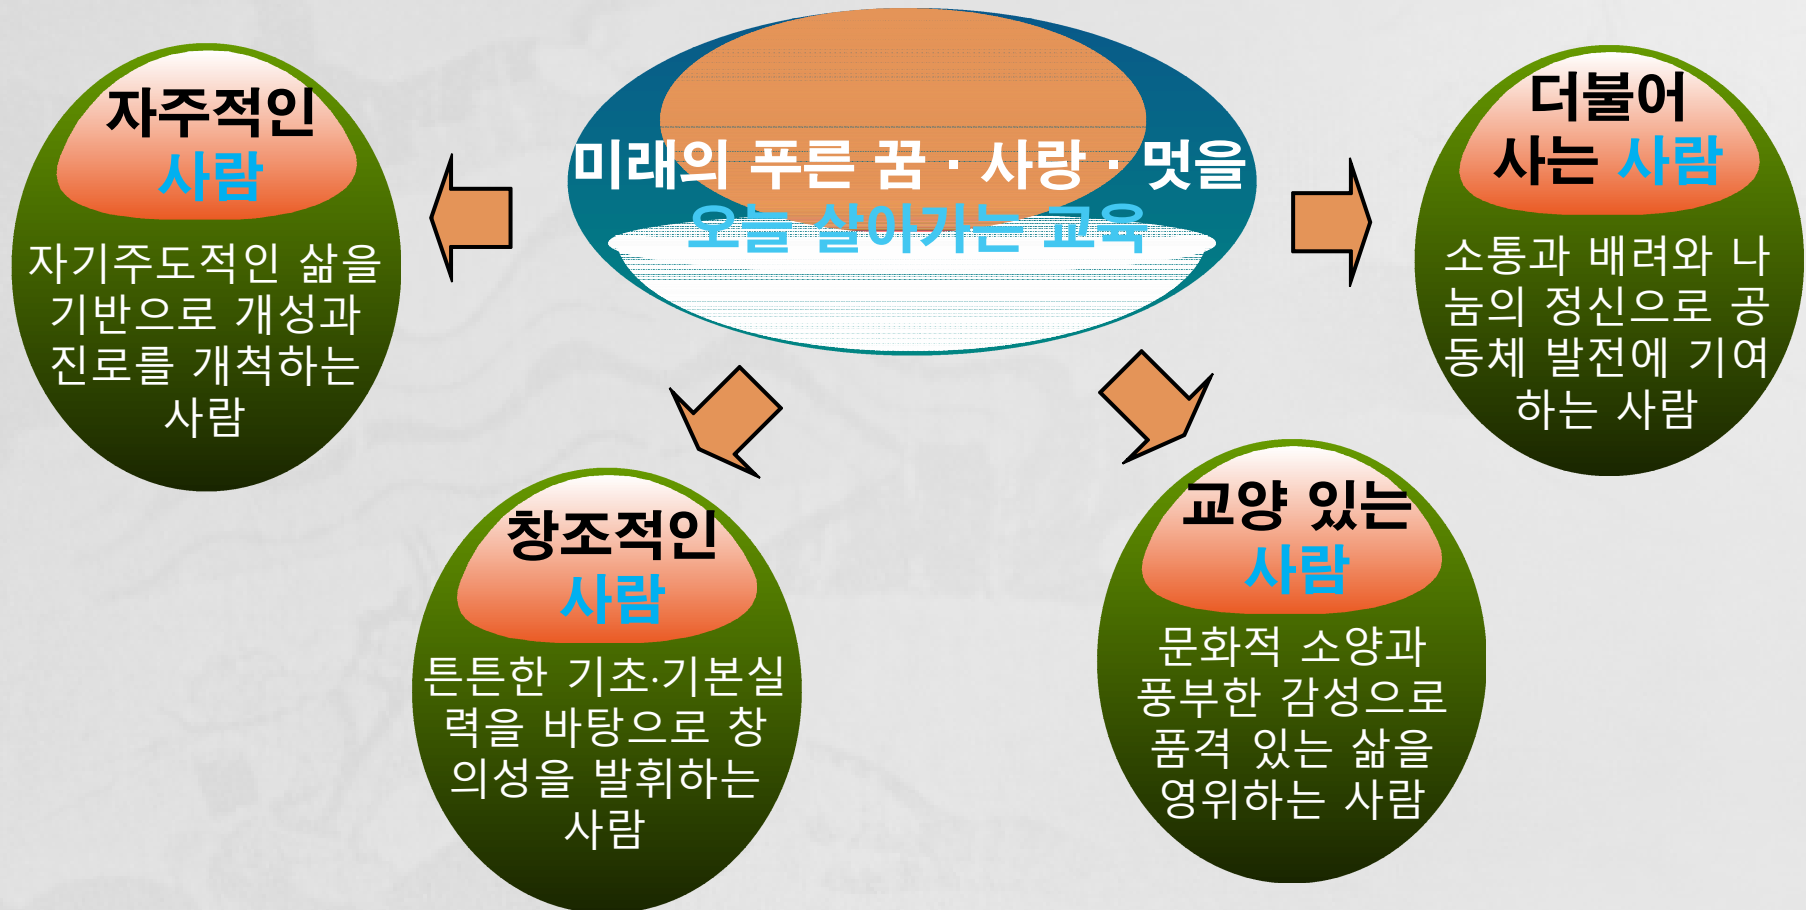 미래의 푸른 꿈 · 사랑 · 멋을
오늘 살아가는 교육
자주적인
사람
자기주도적인 삶을
기반으로 개성과
진로를 개척하는
사람
창조적인
사람
튼튼한 기초·기본실
력을 바탕으로 창
의성을 발휘하는
사람
교양 있는
사람
문화적 소양과
풍부한 감성으로
품격 있는 삶을
영위하는 사람
더불어
사는 사람
소통과 배려와 나
눔의 정신으로 공
동체 발전에 기여
하는 사람